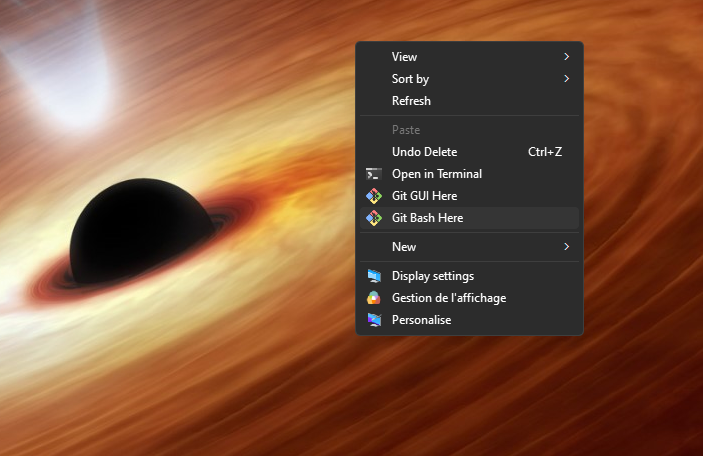 View
Sort by
Refresh
Paste
Undo Delete Ctrl+Z
Open in Terminal
Git GUI Here
Git Bash Here
New
Display settings
Gestion de l'affichage
Personalise